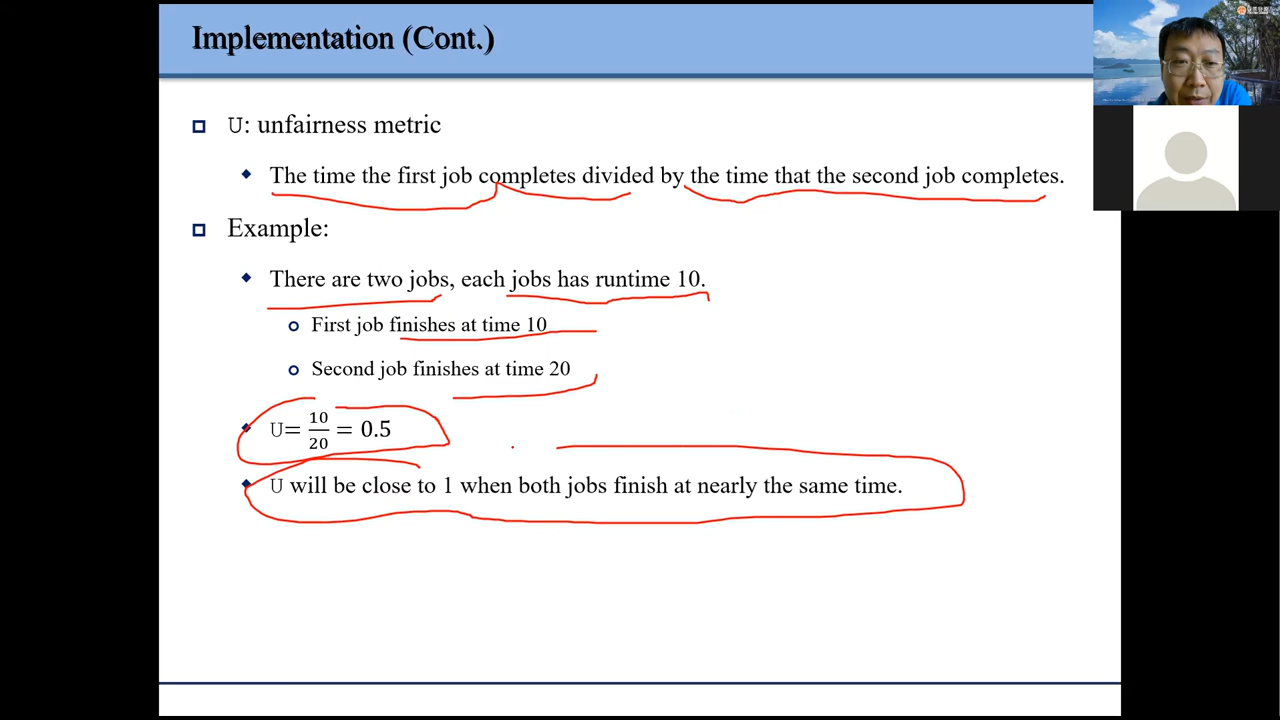 Implementation (Cont.)
U: unfairness metric
The time the first job completes divided by the time that the second job completes.
Example:
There are two jobs, each jobs has runtime 10.
First job finishes at time 10
Second job finishes at time 20
U= 10/20 = 0.5
U will be close to 1 when both jobs finish at nearly the same time.